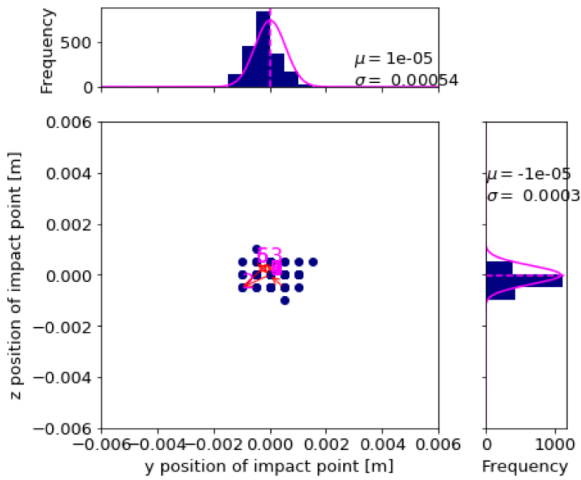 Frequency
500
0
μ = 1e-05
σ = 0.00054
0.006
0.004
0.002
0.000
−0.002
−0.004
−0.006
z position of impact point [m]
63
μ = -1e-05
σ = 0.0003
−0.006 −0.004 −0.002 0.000 0.002 0.004 0.006
y position of impact point [m]
0 1000
Frequency